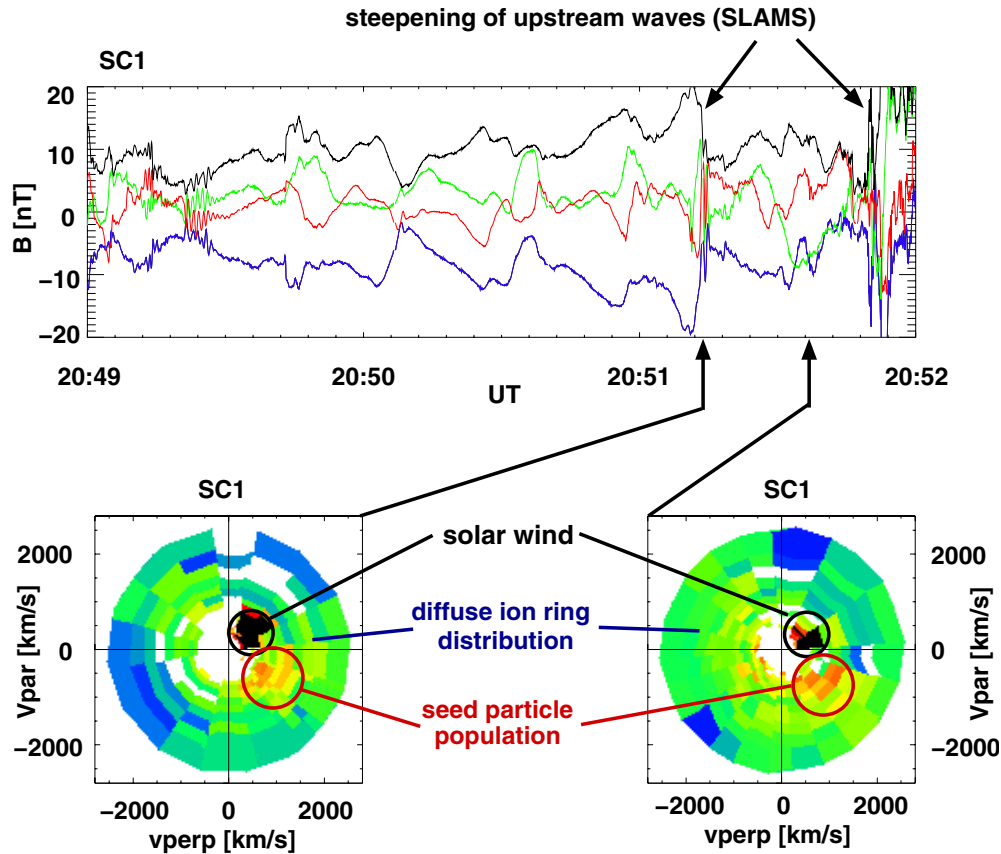 steepening of upstream waves (SLAMS)
SC1
B [nT]
20
10
0
−10
−20
20:49
20:50
20:51
20:52
UT
SC1
SC1
solar wind
diffuse ion ring
distribution
seed particle
population
Vpar [km/s]
2000
0
−2000
−2000
0
2000
vperp [km/s]
2000
0
−2000
Vpar [km/s]
−2000
0
2000
vperp [km/s]